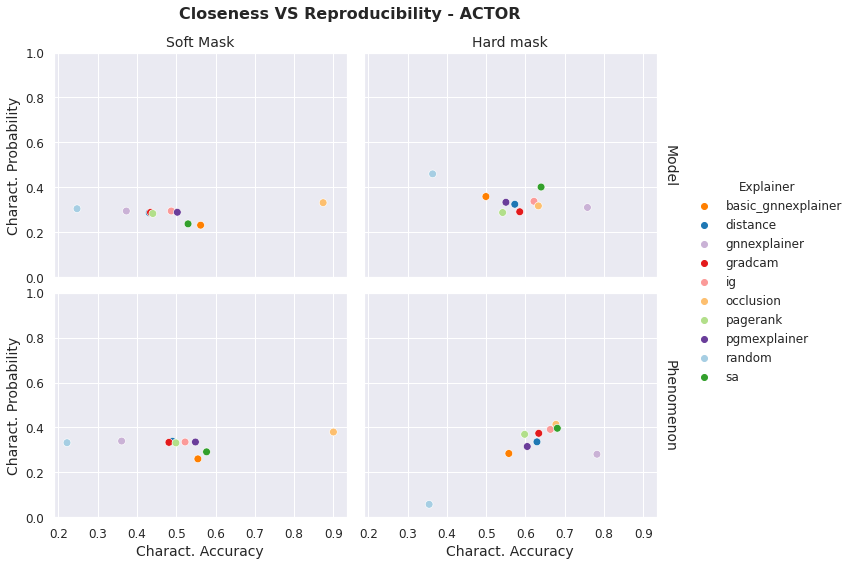 Closeness VS Reproducibility - ACTOR
Soft Mask
Hard mask
1.0
0.8
0.6
0.4
0.2
0.0
Charact. Probability
Model
1.0
0.8
0.6
0.4
0.2
0.0
Charact. Probability
Phenomenon
0.2 0.3 0.4 0.5 0.6 0.7 0.8 0.9
Charact. Accuracy
0.2 0.3 0.4 0.5 0.6 0.7 0.8 0.9
Charact. Accuracy
Explainer
basic_gnnexplainer
distance
gnnexplainer
gradcam
ig
occlusion
pagerank
pgmexplainer
random
sa